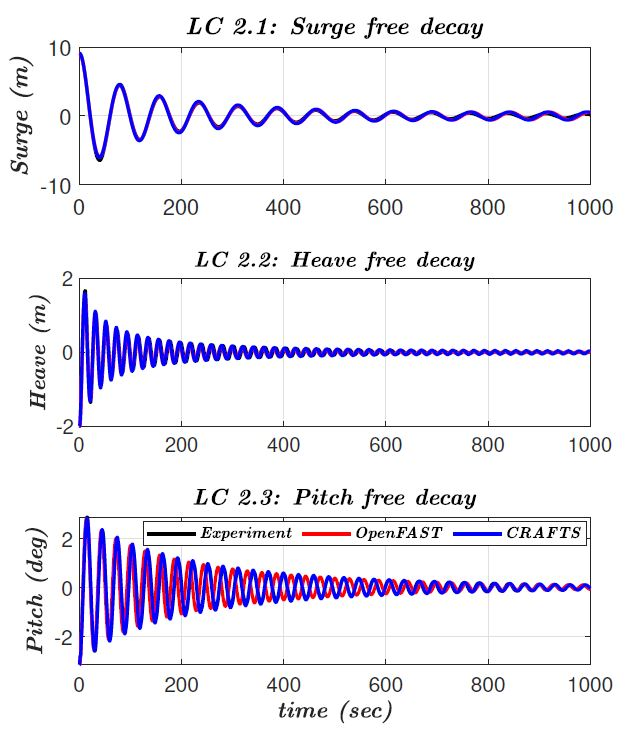 LC 2.1: Surge free decay
Surge (m)
10
0
-10
0 200 400 600 800 1000
LC 2.2: Heave free decay
Heave (m)
2
0
-2
0 200 400 600 800 1000
LC 2.3: Pitch free decay
Pitch (deg)
Experiment OpenFAST CRAFTS
2
0
-2
0 200 400 600 800 1000
time (sec)